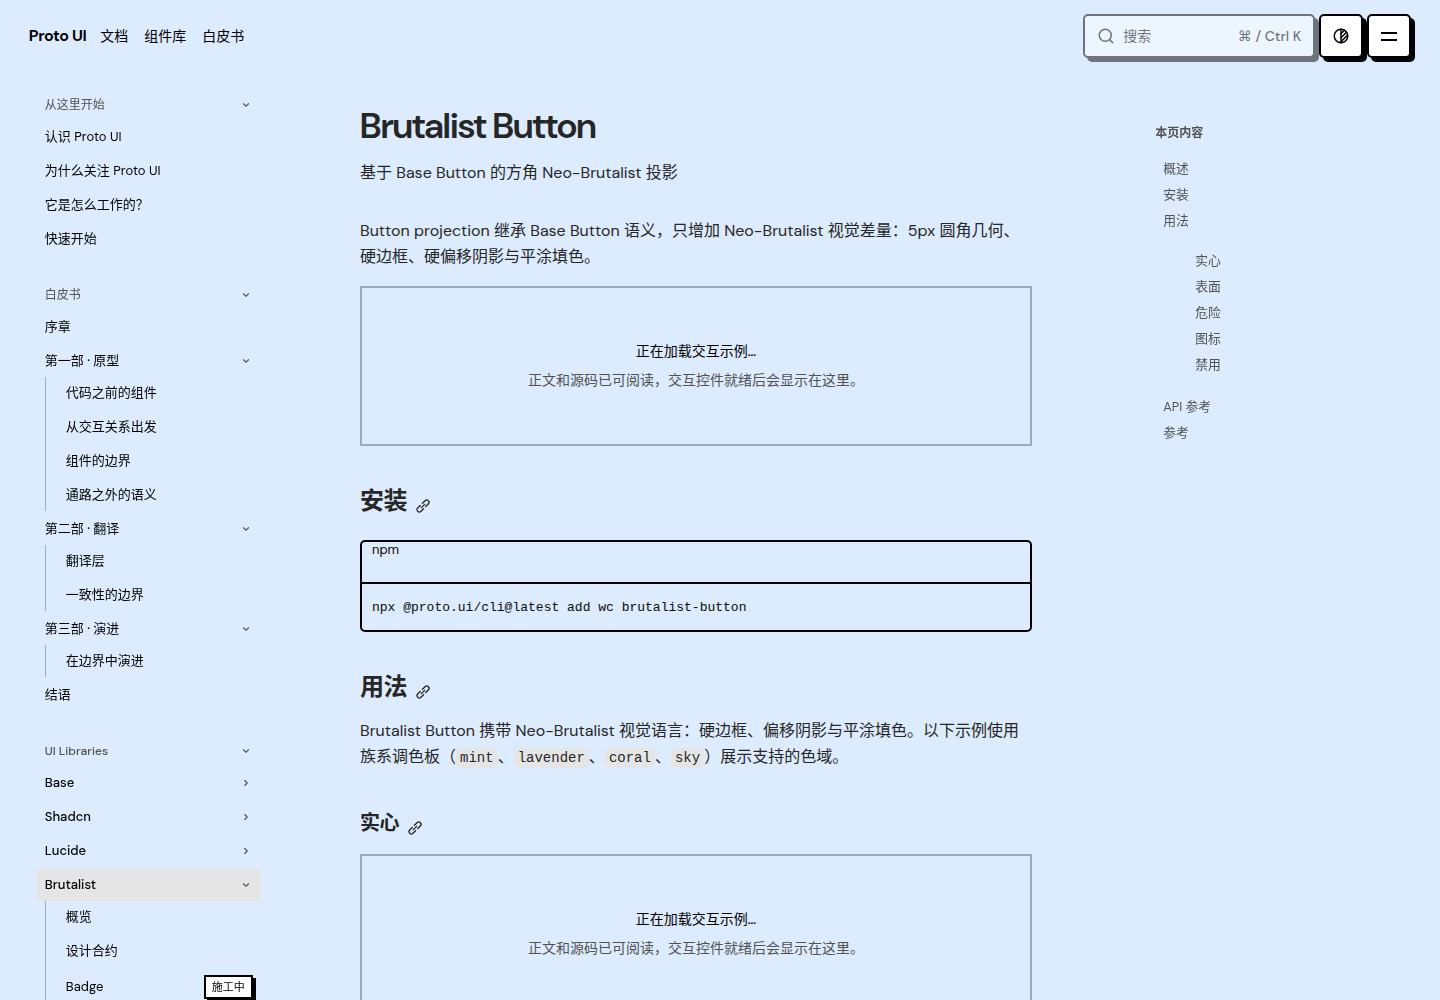 Proto UI 文档 组件库 白皮书
搜索 ⌘ / Ctrl K
从这里开始
认识 Proto UI
为什么关注 Proto UI
它是怎么工作的？
快速开始
白皮书
序章
第一部 · 原型
代码之前的组件
从交互关系出发
组件的边界
通路之外的语义
第二部 · 翻译
翻译层
一致性的边界
第三部 · 演进
在边界中演进
结语
UI Libraries
Base
Shadcn
Lucide
Brutalist
概览
设计合约
Badge 施工中
Brutalist Button
基于 Base Button 的方角 Neo-Brutalist 投影
Button projection 继承 Base Button 语义，只增加 Neo-Brutalist 视觉差量：5px 圆角几何、
硬边框、硬偏移阴影与平涂填色。
正在加载交互示例…
正文和源码已可阅读，交互控件就绪后会显示在这里。
安装
npm
npx @proto.ui/cli@latest add wc brutalist-button
用法
Brutalist Button 携带 Neo-Brutalist 视觉语言：硬边框、偏移阴影与平涂填色。以下示例使用
族系调色板（mint、lavender、coral、sky）展示支持的色域。
实心
正在加载交互示例…
正文和源码已可阅读，交互控件就绪后会显示在这里。
本页内容
概述
安装
用法
实心
表面
危险
图标
禁用
API 参考
参考